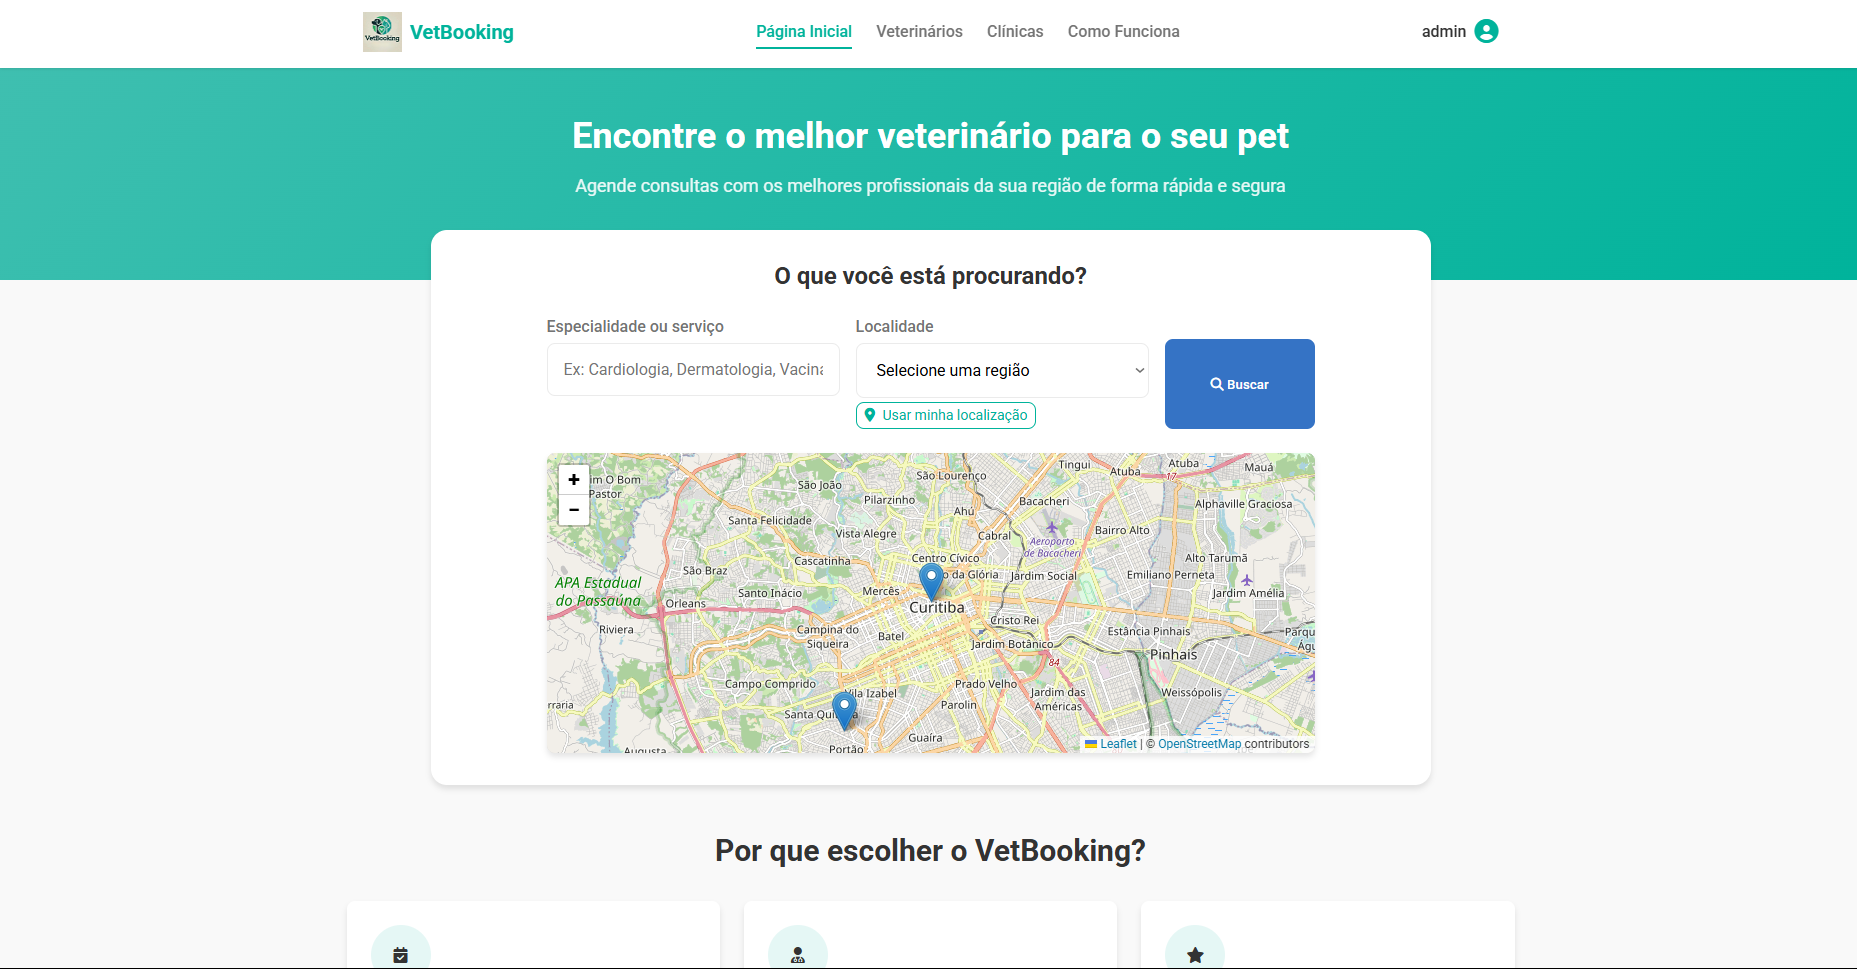 VetBooking
VetBooking
Página Inicial
Veterinários
Clínicas
Como Funciona
admin
Encontre o melhor veterinário para o seu pet
Agende consultas com os melhores profissionais da sua região de forma rápida e segura
O que você está procurando?
Especialidade ou serviço
Localidade
Ex: Cardiologia, Dermatologia, Vacina
Selecione uma região
Buscar
Usar minha localização
+
−
im O Bom
Pastor
São João
São Lourenço
Tingui
Atuba
Atuba
17
Mauá
Pilarzinho
Bacacheri
Alphaville Graciosa
Santa Felicidade
Ahú
Vista Alegre
Cabral
Aeroporto
de Bacacheri
Bairro Alto
Cascatinha
Centro Cívico
Alto Tarumã
São Braz
o da Glória
Jardim Social
Emiliano Perneta
APA Estadual
do Passaúna
Orleans
Santo Inácio
Mercês
Curitiba
Jardim Amélia
Riviera
Campina do
Siqueira
Batel
Cristo Rei
Jardim Botânico
Estância Pinhais
Parqu
Águ
Pinhais
84
Campo Comprido
Vila Izabel
Prado Velho
Jardim das
Américas
Weissópolis
rraria
Santa Qui
a
Parolin
Guaíra
Portão
Augusta
Leaflet | © OpenStreetMap contributors
Por que escolher o VetBooking?